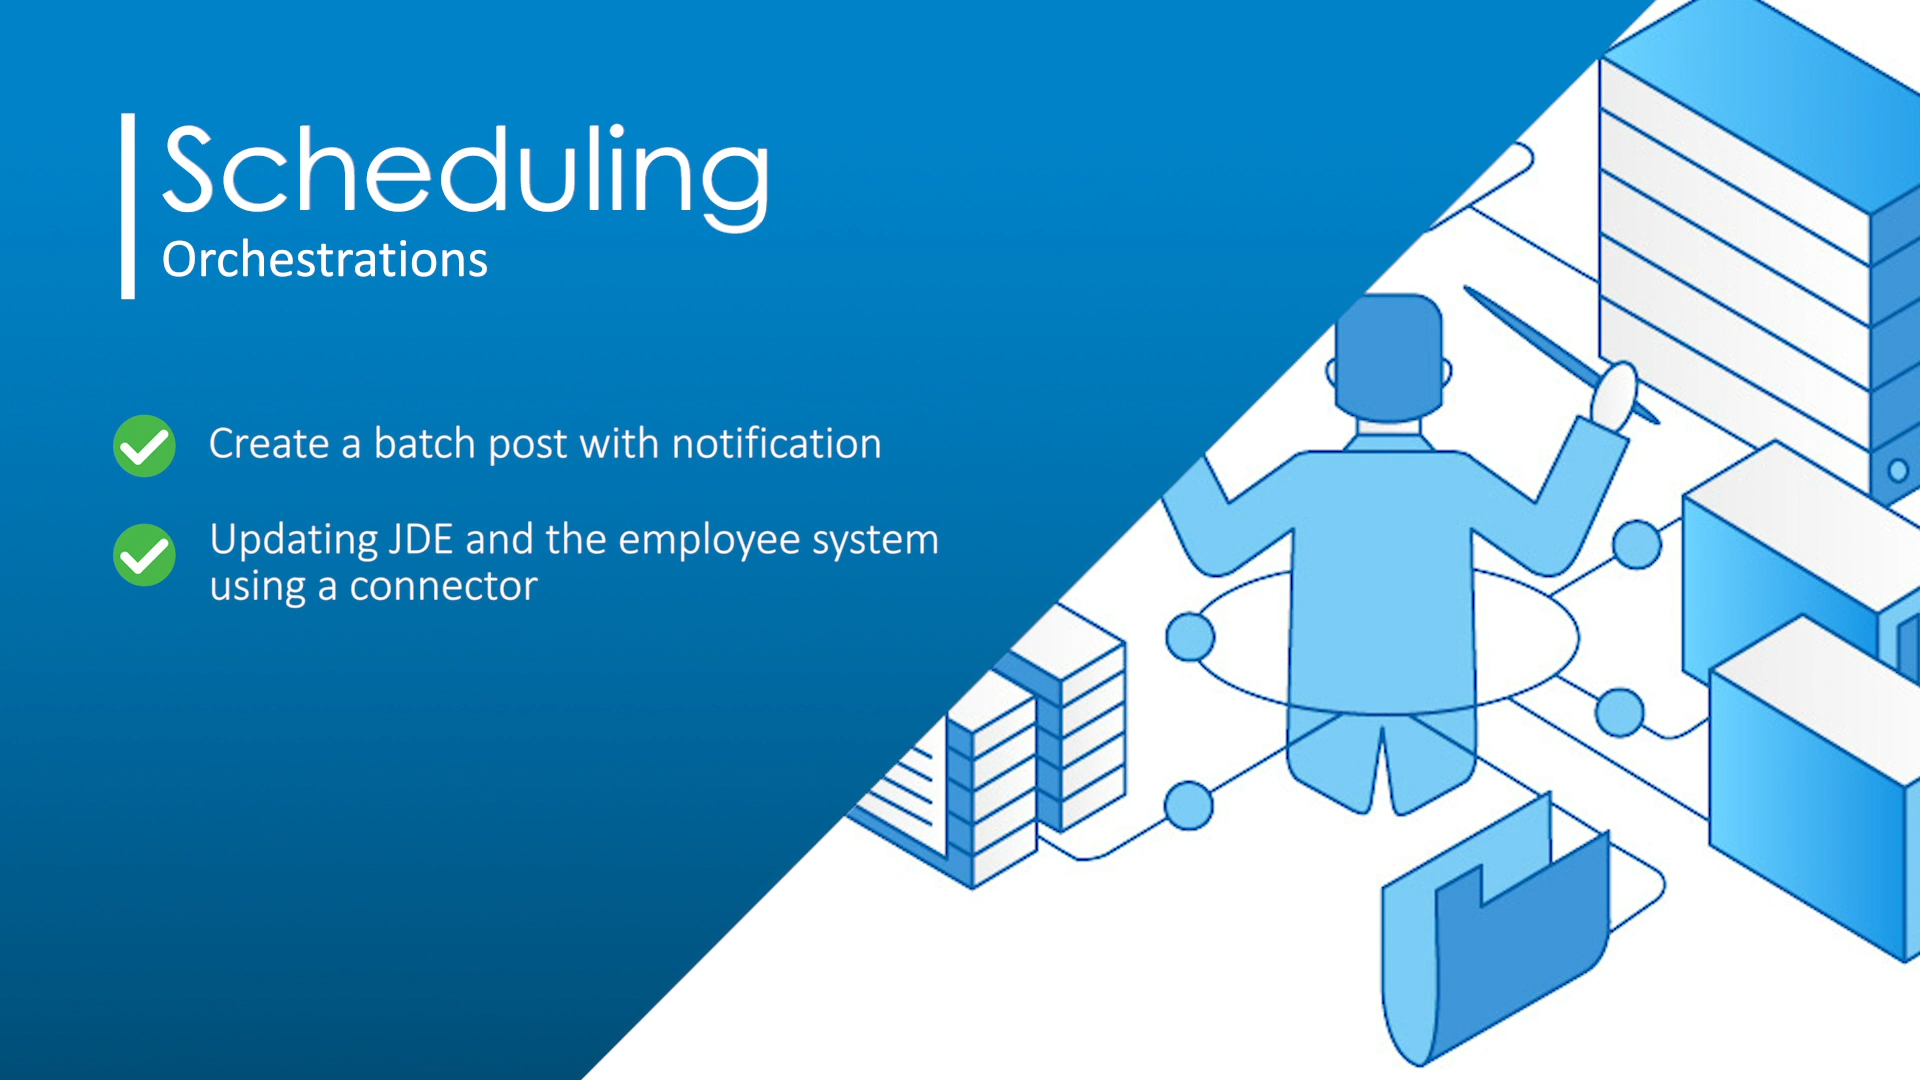 Scheduling
Orchestrations
Create a batch post with notification
Updating JDE and the employee system
using a connector